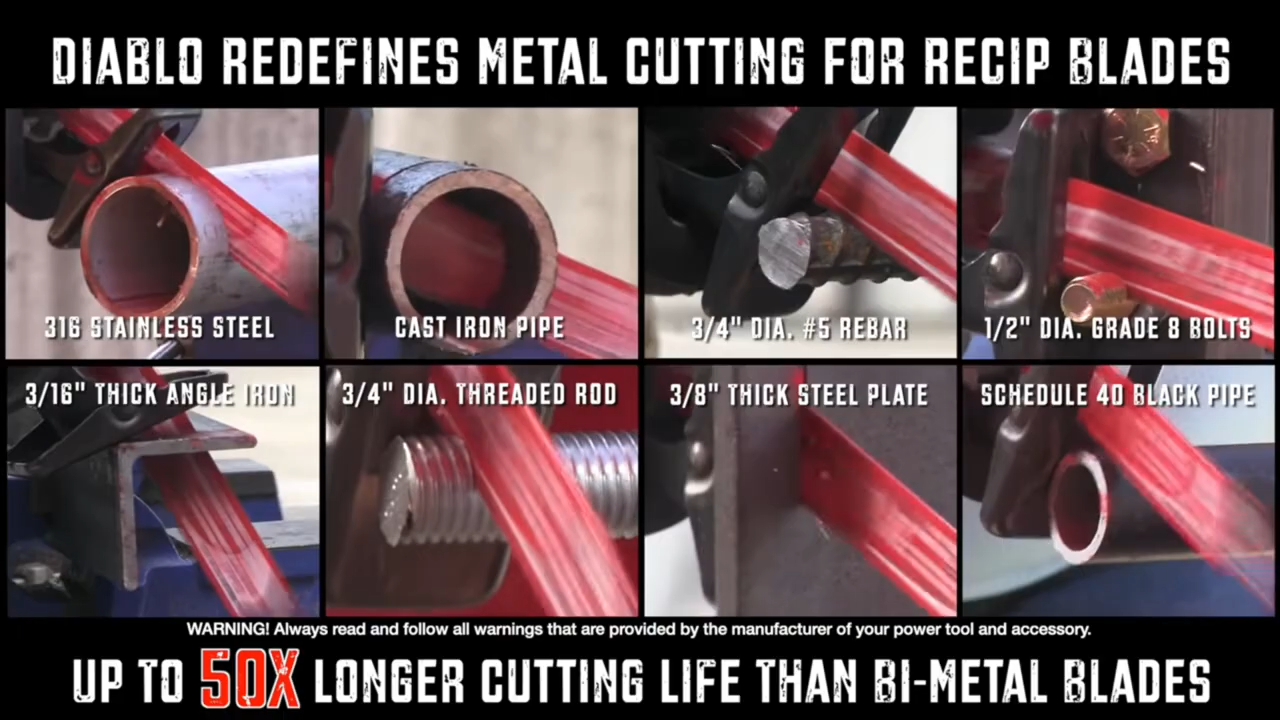 DIABLO REDEFINES METAL CUTTING FOR RECIP BLADES
316 STAINLESS STEEL
CAST IRON PIPE
3/4" DIA. #5 REBAR
1/2" DIA. GRADE 8 BOLTS
3/16" THICK ANGLE IRON
3/4" DIA. THREADED ROD
3/8" THICK STEEL PLATE
SCHEDULE 40 BLACK PIPE
WARNING! Always read and follow all warnings that are provided by the manufacturer of your power tool and accessory.
UP TO 50X LONGER CUTTING LIFE THAN BI-METAL BLADES